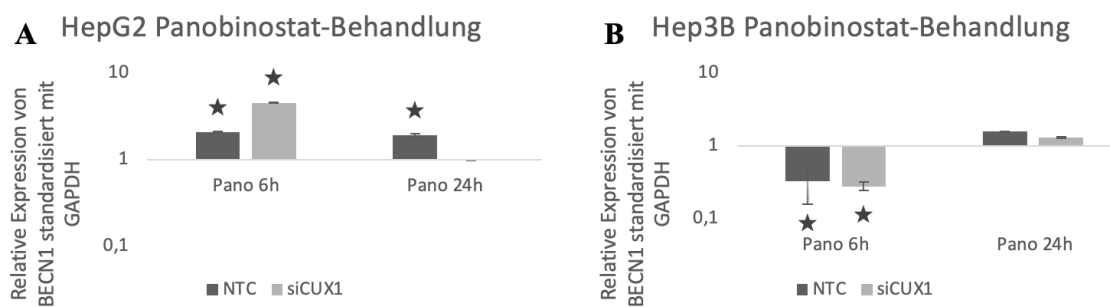 A HepG2 Panobinostat-Behandlung
Relative Expression von
BECN1 standardisiert mit
GAPDH
10
1
0,1
Pano 6h
Pano 24h
NTC siCUX1
B Hep3B Panobinostat-Behandlung
Relative Expression von
BECN1 standardisiert mit
GAPDH
10
1
0,1
Pano 6h
Pano 24h
NTC siCUX1